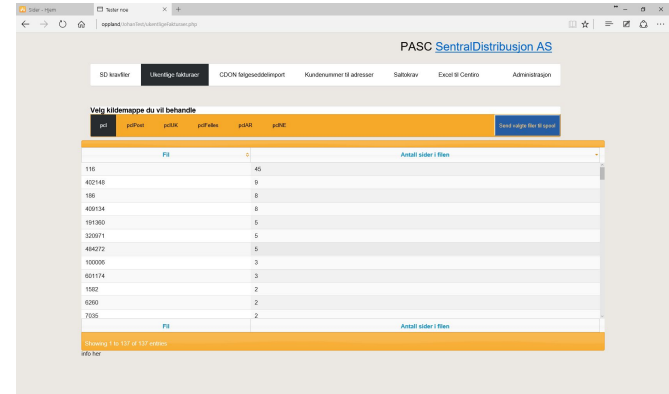 Sider - Hjem
Tester noe
oppland/JohanTest/ukentligeFakturaer.php
PASC SentralDistribusjon AS
SD kravfiler
Ukentlige fakturaer
CDON følgeseddelimport
Kundenummer til adresser
Saltokrav
Excel til Centiro
Administrasjon
Velg kildemappe du vil behandle
pcl
pclPost
pclUK
pclFelles
pclAR
pclNE
Send valgte filer til spool
Fil
Antall sider i filen
116 45
402148 9
186 8
409134 8
191360 5
320971 5
484272 5
100006 3
601174 3
1582 2
6260 2
7035 2
Fil
Antall sider i filen
Showing 1 to 137 of 137 entries
info her